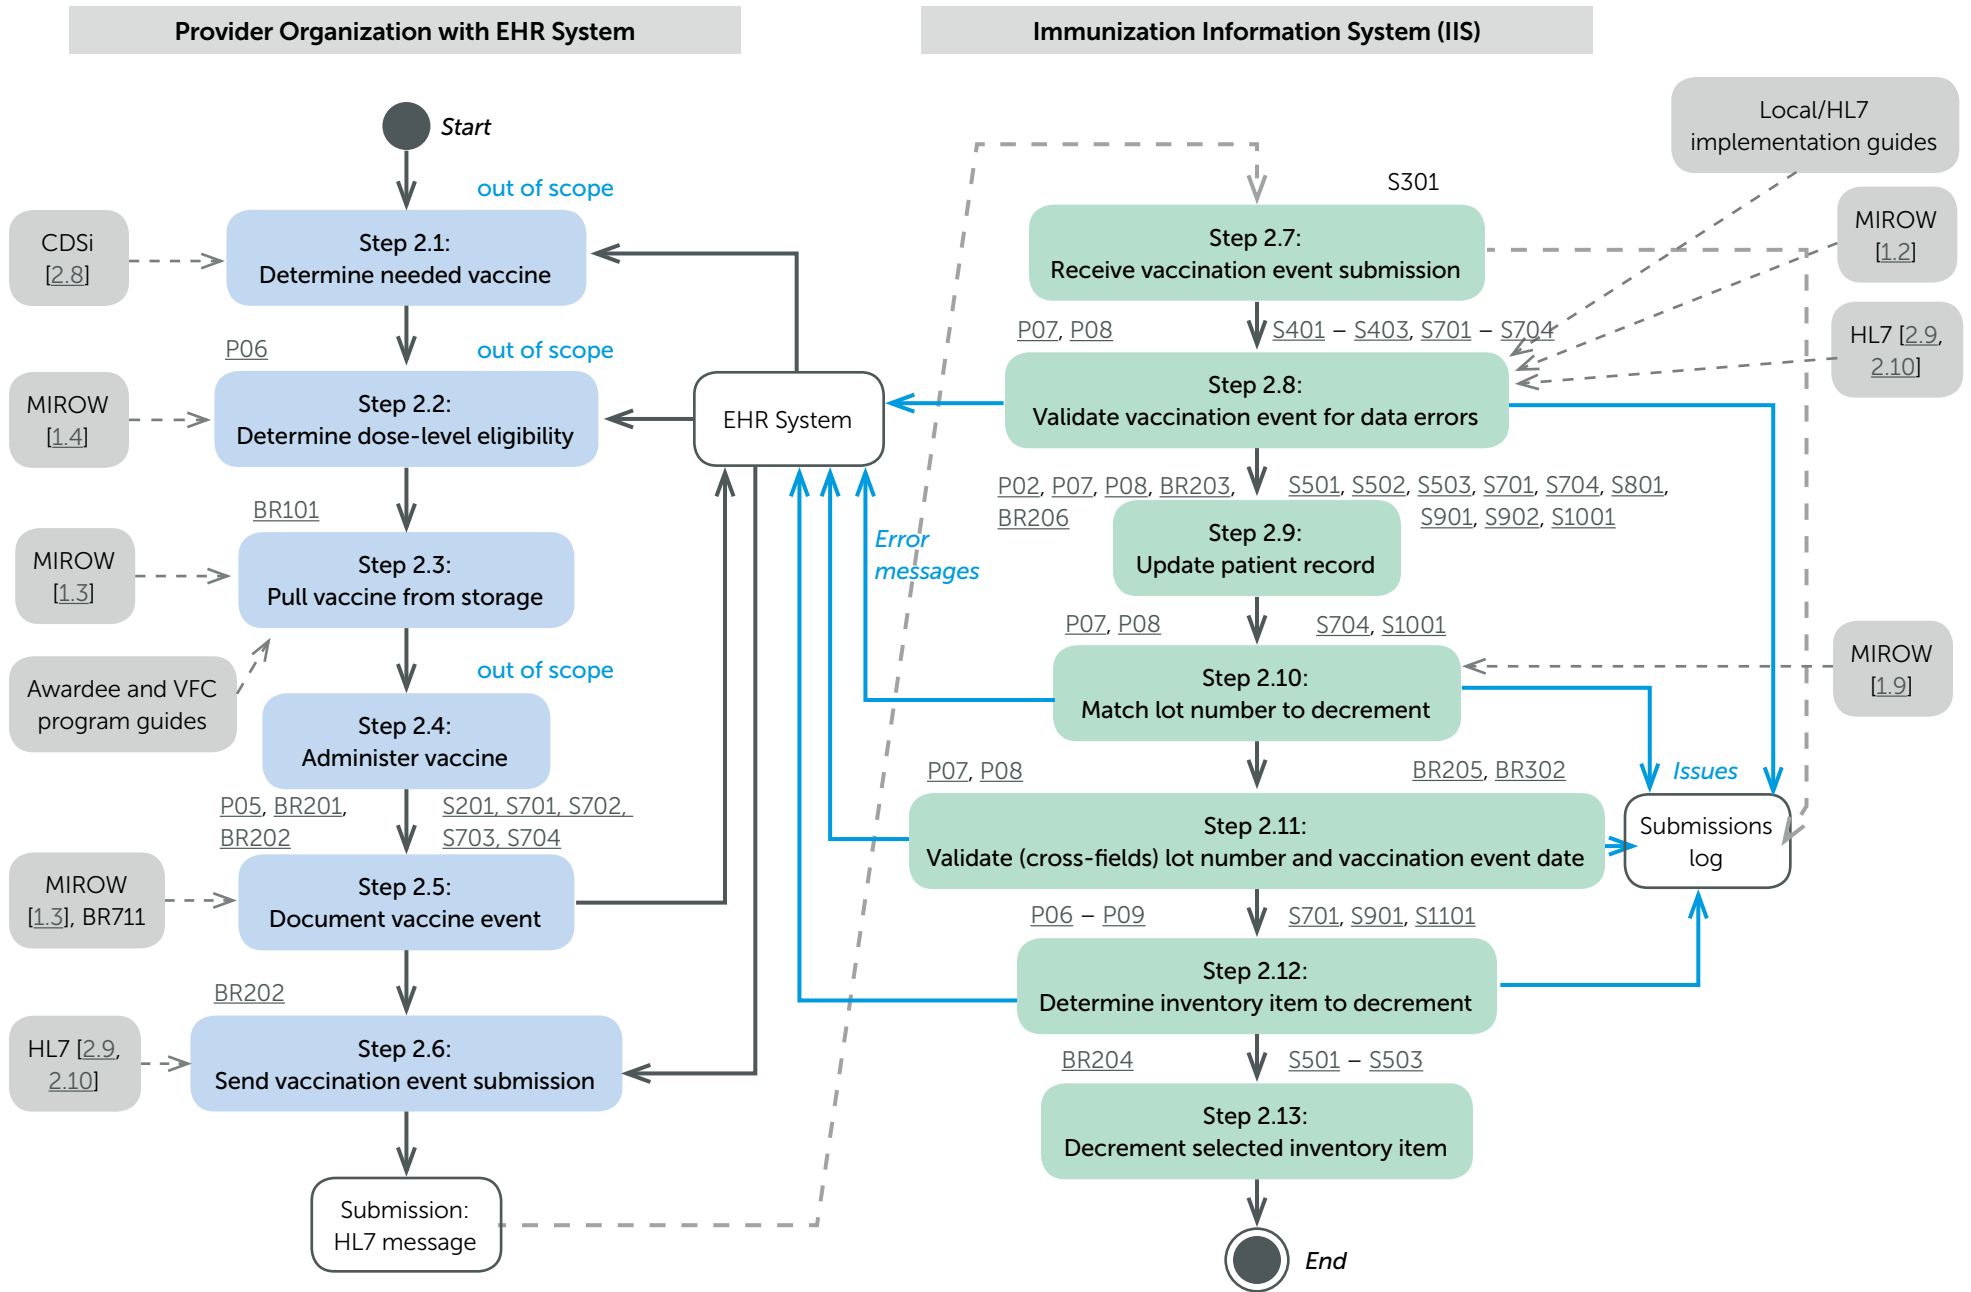 Provider Organization with EHR System
Start
out of scope
CDSi
[2.8]
Step 2.1:
Determine needed vaccine
P06
out of scope
MIROW
[1.4]
Step 2.2:
Determine dose-level eligibility
BR101
MIROW
[1.3]
Step 2.3:
Pull vaccine from storage
Awardee and VFC
program guides
out of scope
Step 2.4:
Administer vaccine
P05, BR201,
BR202
S201, S701, S702,
S703, S704
MIROW
[1.3], BR711
Step 2.5:
Document vaccine event
BR202
HL7 [2.9,
2.10]
Step 2.6:
Send vaccination event submission
Submission:
HL7 message
EHR System
Error
messages
Immunization Information System (IIS)
Local/HL7
implementation guides
S301
Step 2.7:
Receive vaccination event submission
MIROW
[1.2]
P07, P08
S401 – S403, S701 – S704
HL7 [2.9,
2.10]
Step 2.8:
Validate vaccination event for data errors
P02, P07, P08, BR203,
BR206
S501, S502, S503, S701, S704, S801,
S901, S902, S1001
Step 2.9:
Update patient record
P07, P08
S704, S1001
MIROW
[1.9]
Step 2.10:
Match lot number to decrement
P07, P08
BR205, BR302
Issues
Step 2.11:
Validate (cross-fields) lot number and vaccination event date
Submissions
log
P06 – P09
S701, S901, S1101
Step 2.12:
Determine inventory item to decrement
BR204
S501 – S503
Step 2.13:
Decrement selected inventory item
End